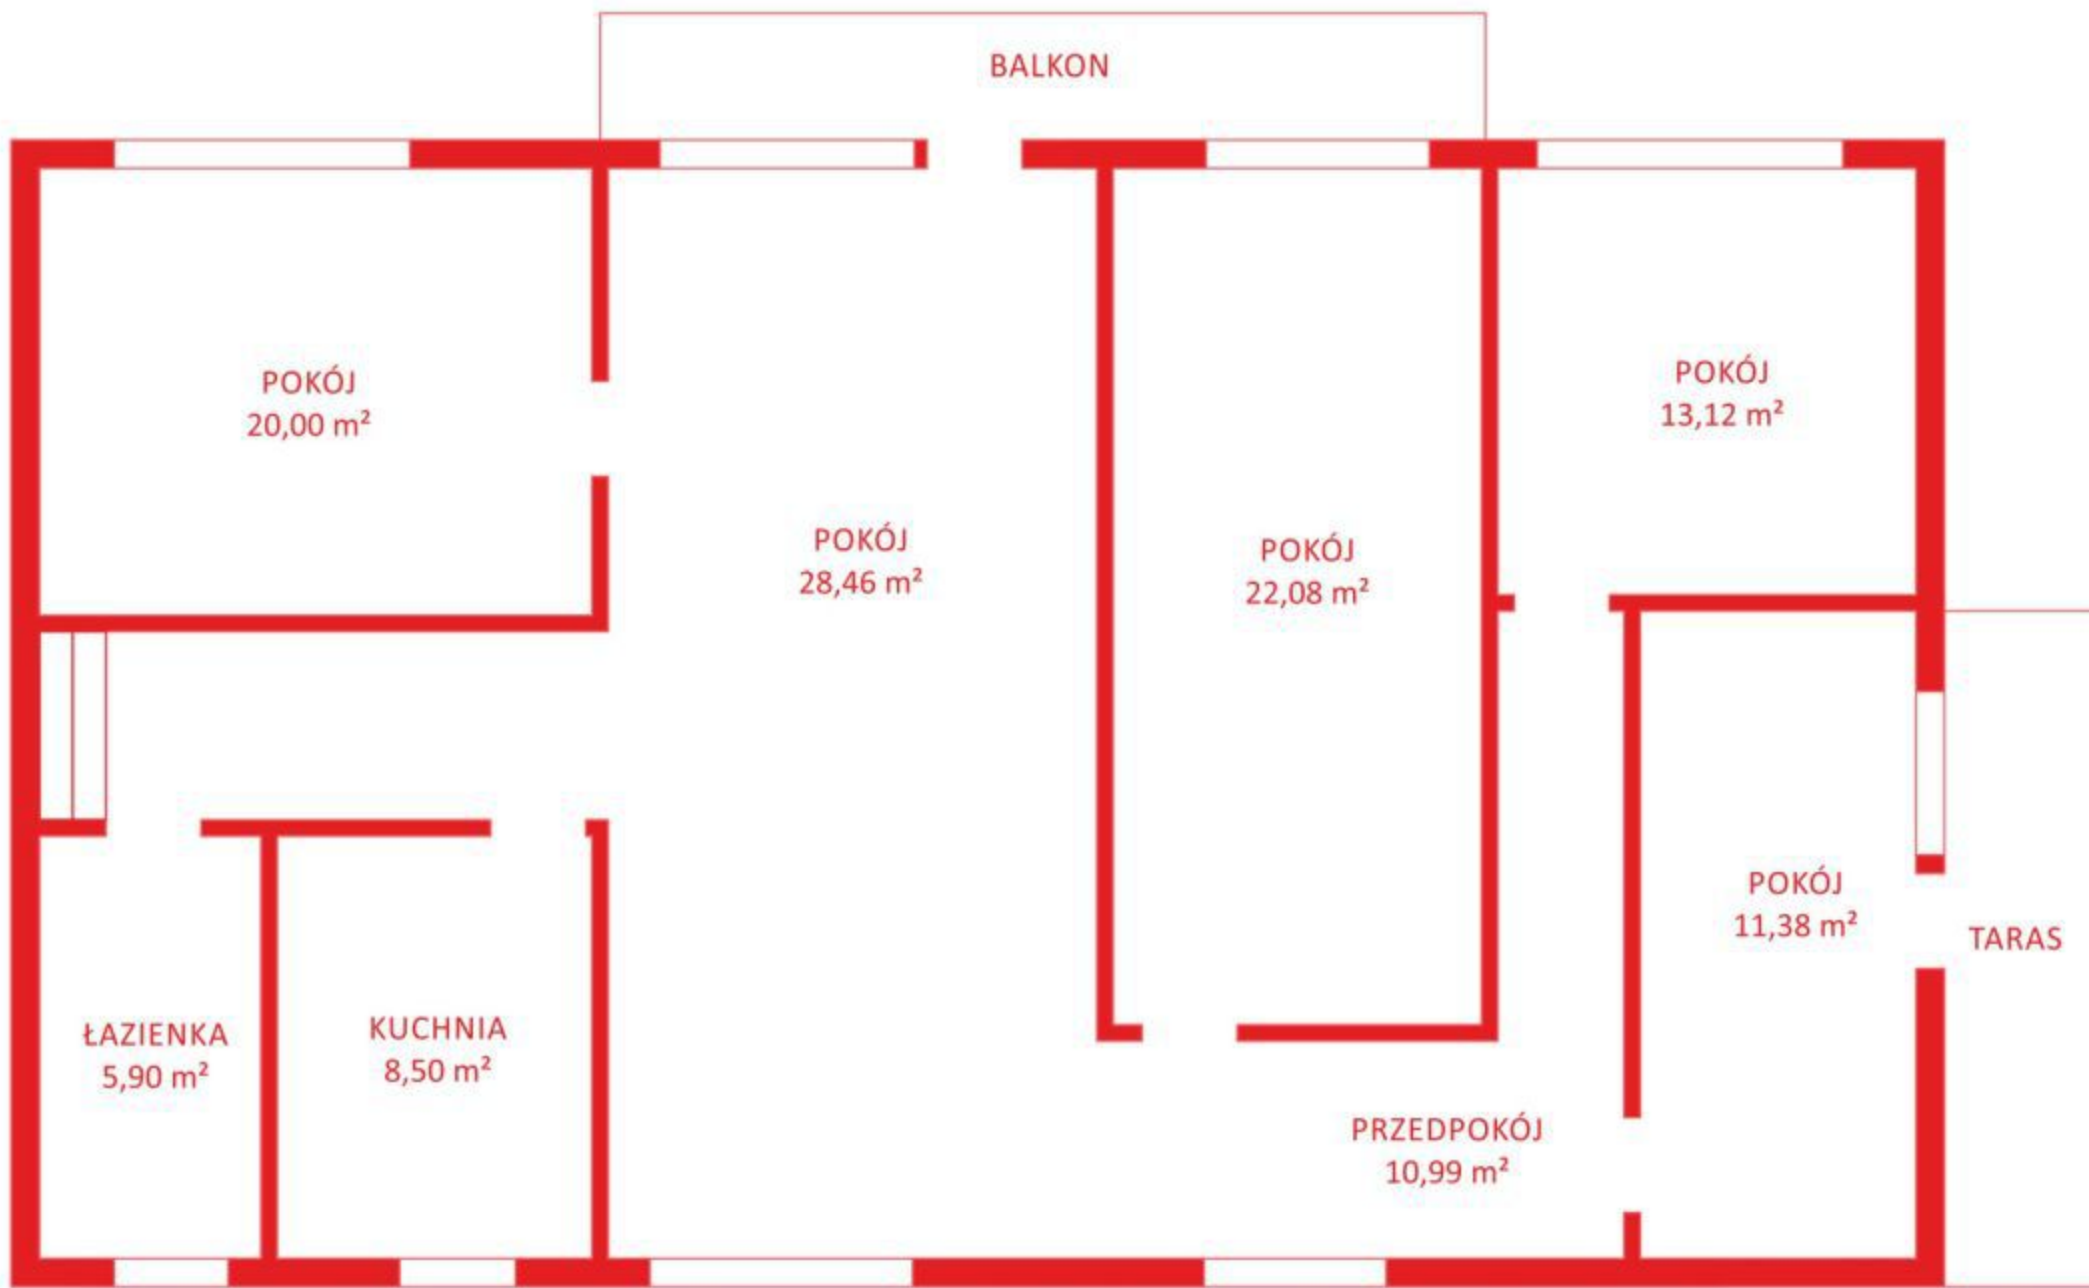 BALKON
POKÓJ
20,00 m²
POKÓJ
13,12 m²
POKÓJ
28,46 m²
POKÓJ
22,08 m²
POKÓJ
11,38 m²
TARAS
ŁAZIENKA
5,90 m²
KUCHNIA
8,50 m²
PRZEDPOKÓJ
10,99 m²